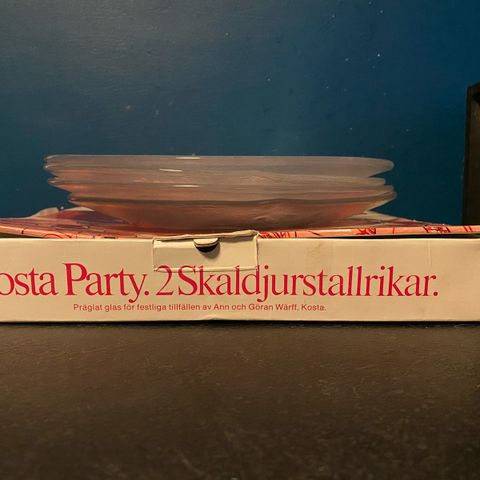 osta Party. 2 Skaldjurstallrikar.
Präglat glas för festliga tillfällen av Ann och Göran Wärff, Kosta.